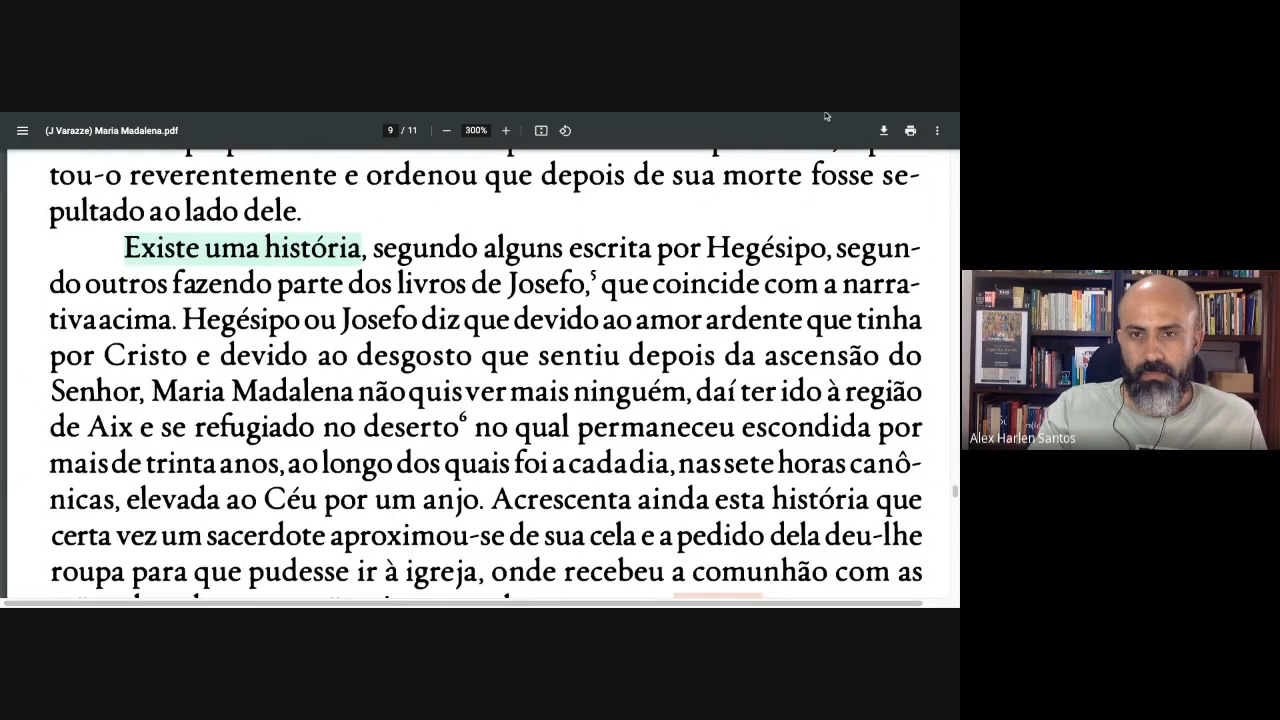 (J Varazze) Maria Madalena.pdf
9 / 11
300%
tou-o reverentemente e ordenou que depois de sua morte fosse se-
pultado ao lado dele.
Existe uma história, segundo alguns escrita por Hegésipo, segun-
do outros fazendo parte dos livros de Josefo,⁵ que coincide com a narra-
tiva acima. Hegésipo ou Josefo diz que devido ao amor ardente que tinha
por Cristo e devido ao desgosto que sentiu depois da ascensão do
Senhor, Maria Madalena não quis ver mais ninguém, daí ter ido à região
de Aix e se refugiado no deserto⁶ no qual permaneceu escondida por
mais de trinta anos, ao longo dos quais foi a cada dia, nas sete horas canô-
nicas, elevada ao Céu por um anjo. Acrescenta ainda esta história que
certa vez um sacerdote aproximou-se de sua cela e a pedido dela deu-lhe
roupa para que pudesse ir à igreja, onde recebeu a comunhão com as
Alex Harlen Santos